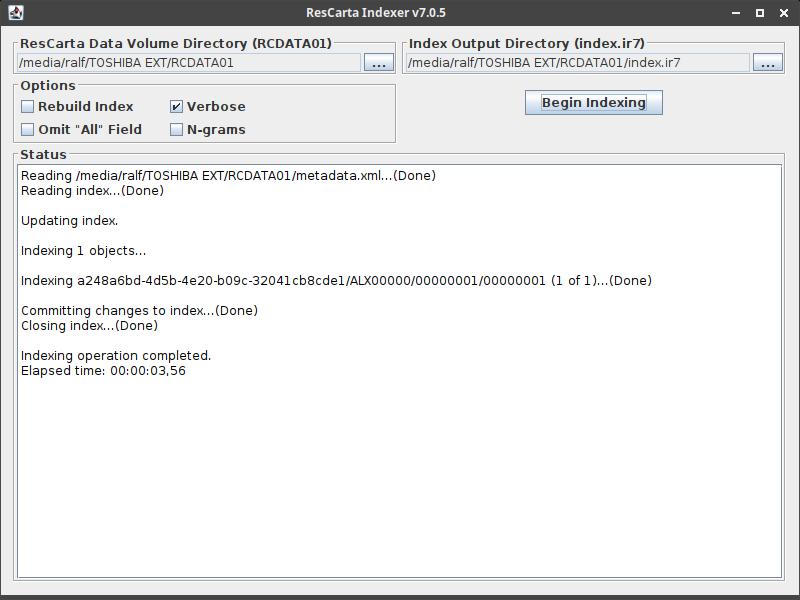 ResCarta Indexer v7.0.5
ResCarta Data Volume Directory (RCDATA01)
/media/ralf/TOSHIBA EXT/RCDATA01
...
Index Output Directory (index.ir7)
/media/ralf/TOSHIBA EXT/RCDATA01/index.ir7
...
Options
Rebuild Index
Verbose
Omit "All" Field
N-grams
Begin Indexing
Status
Reading /media/ralf/TOSHIBA EXT/RCDATA01/metadata.xml...(Done)
Reading index...(Done)
Updating index.
Indexing 1 objects...
Indexing a248a6bd-4d5b-4e20-b09c-32041cb8cde1/ALX00000/00000001/00000001 (1 of 1)...(Done)
Committing changes to index...(Done)
Closing index...(Done)
Indexing operation completed.
Elapsed time: 00:00:03,56